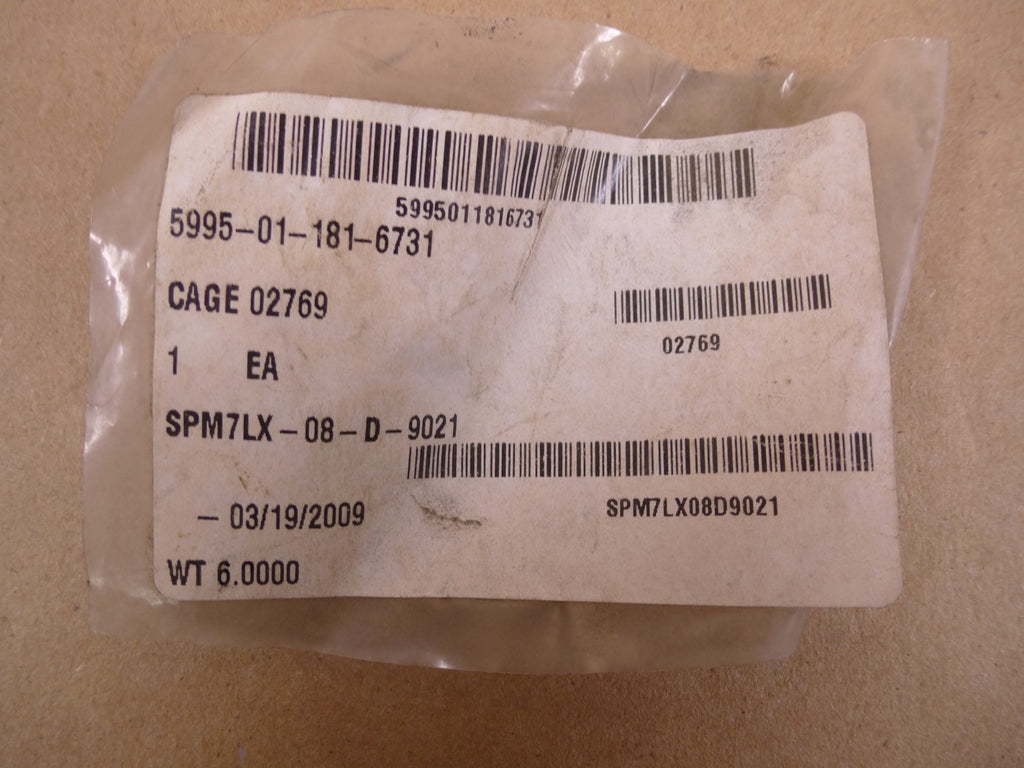 5995011816731
5995-01-181-6731
CAGE 02769
02769
1 EA
SPM7LX-08-D-9021
SPM7LX08D9021
- 03/19/2009
WT 6.0000